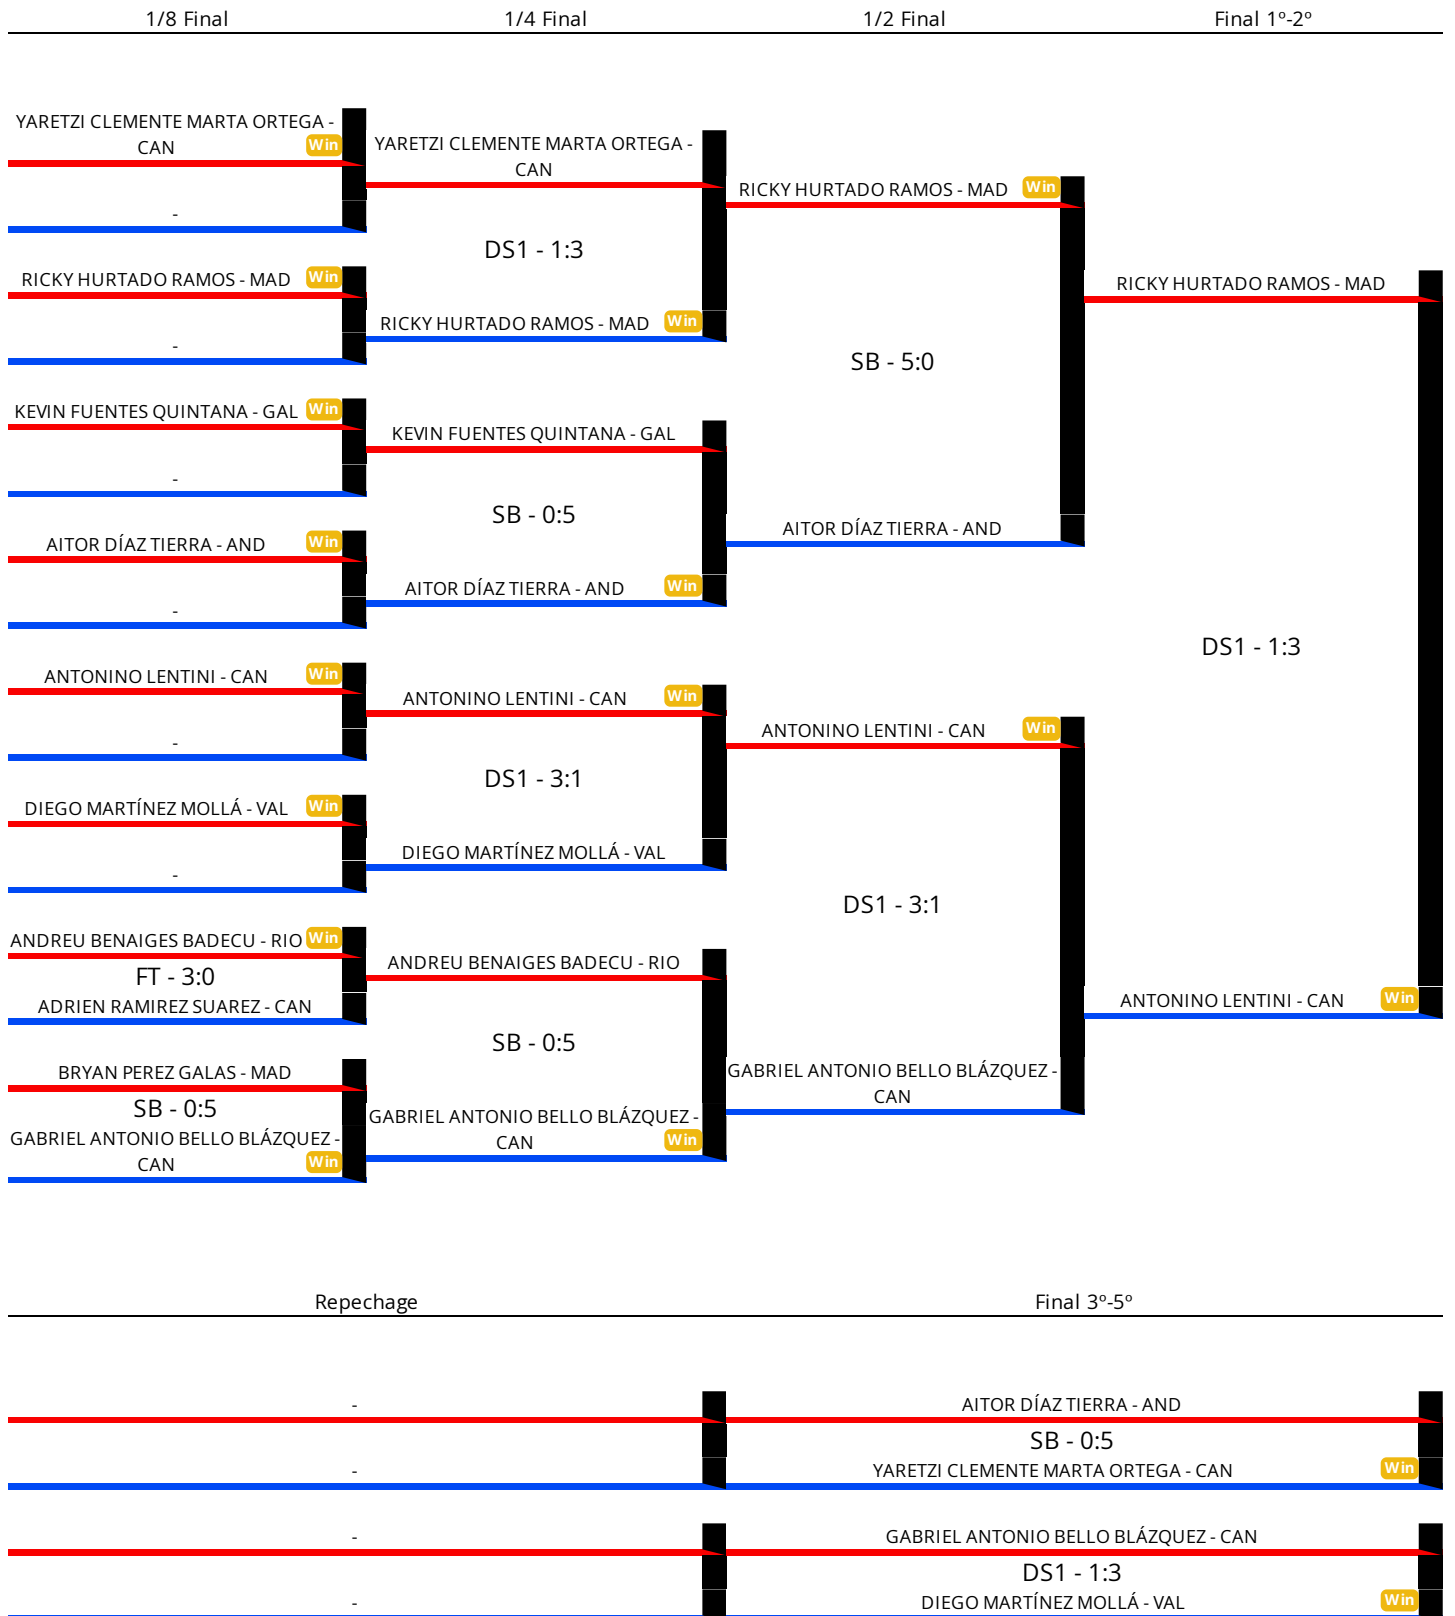 1/8 Final
1/4 Final
1/2 Final
Final 1º-2º
YARETZI CLEMENTE MARTA ORTEGA -
CAN
Win
-
RICKY HURTADO RAMOS - MAD
Win
-
KEVIN FUENTES QUINTANA - GAL
Win
-
AITOR DÍAZ TIERRA - AND
Win
-
ANTONINO LENTINI - CAN
Win
-
DIEGO MARTÍNEZ MOLLÁ - VAL
Win
-
ANDREU BENAIGES BADECU - RIO
Win
FT - 3:0
ADRIEN RAMIREZ SUAREZ - CAN
BRYAN PEREZ GALAS - MAD
SB - 0:5
GABRIEL ANTONIO BELLO BLÁZQUEZ -
CAN
Win
YARETZI CLEMENTE MARTA ORTEGA -
CAN
DS1 - 1:3
RICKY HURTADO RAMOS - MAD
Win
KEVIN FUENTES QUINTANA - GAL
SB - 0:5
AITOR DÍAZ TIERRA - AND
Win
ANTONINO LENTINI - CAN
Win
DS1 - 3:1
DIEGO MARTÍNEZ MOLLÁ - VAL
ANDREU BENAIGES BADECU - RIO
SB - 0:5
GABRIEL ANTONIO BELLO BLÁZQUEZ -
CAN
Win
RICKY HURTADO RAMOS - MAD
Win
SB - 5:0
AITOR DÍAZ TIERRA - AND
ANTONINO LENTINI - CAN
Win
DS1 - 3:1
GABRIEL ANTONIO BELLO BLÁZQUEZ -
CAN
RICKY HURTADO RAMOS - MAD
DS1 - 1:3
ANTONINO LENTINI - CAN
Win
Repechage
Final 3º-5º
-
-
-
-
AITOR DÍAZ TIERRA - AND
SB - 0:5
YARETZI CLEMENTE MARTA ORTEGA - CAN
Win
GABRIEL ANTONIO BELLO BLÁZQUEZ - CAN
DS1 - 1:3
DIEGO MARTÍNEZ MOLLÁ - VAL
Win